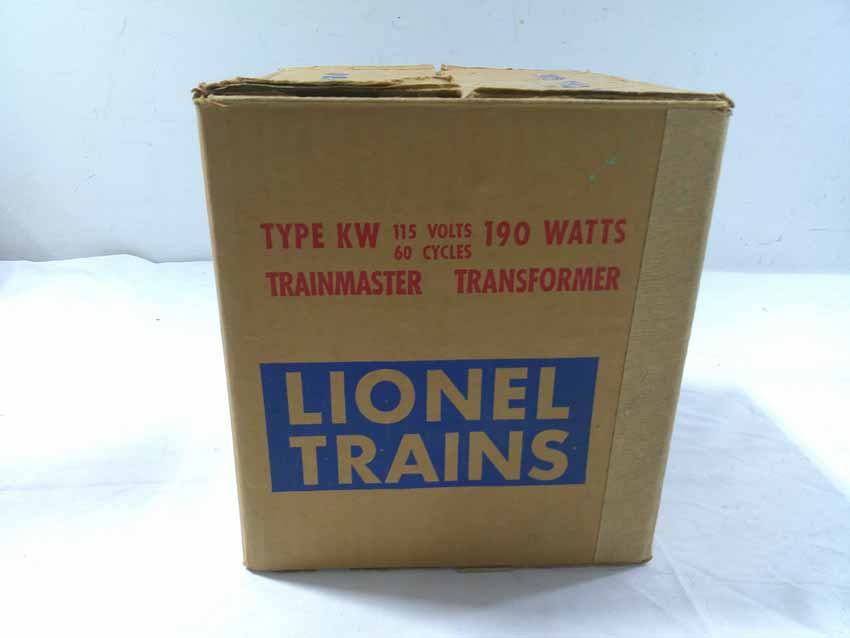 TYPE KW 115 VOLTS 190 WATTS
60 CYCLES
TRAINMASTER TRANSFORMER
LIONEL
TRAINS